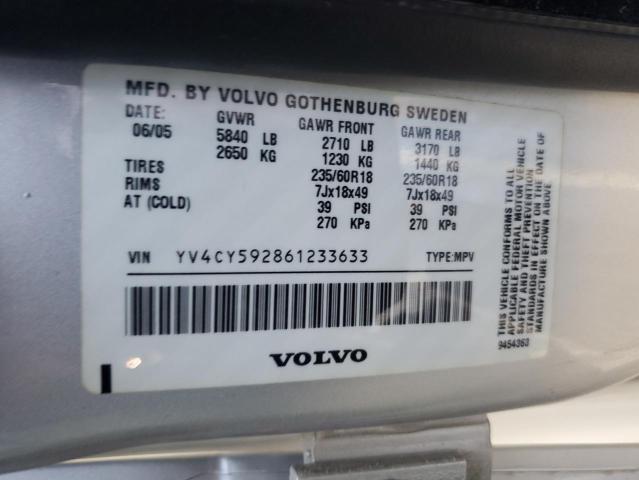 MFD. BY VOLVO GOTHENBURG SWEDEN
DATE: GVWR GAWR FRONT GAWR REAR
06/05 5840 LB 2710 LB 3170 LB
2650 KG 1230 KG 1440 KG
TIRES 235/60R18 235/60R18
RIMS 7Jx18x49 7Jx18x49
AT (COLD) 39 PSI 39 PSI
270 KPa 270 KPa
VIN YV4CY592861233633 TYPE:MPV
VOLVO
THIS VEHICLE CONFORMS TO ALL
APPLICABLE FEDERAL MOTOR VEHICLE
SAFETY AND THEFT PREVENTION
STANDARDS IN EFFECT ON THE DATE OF
MANUFACTURE SHOWN ABOVE
9454363